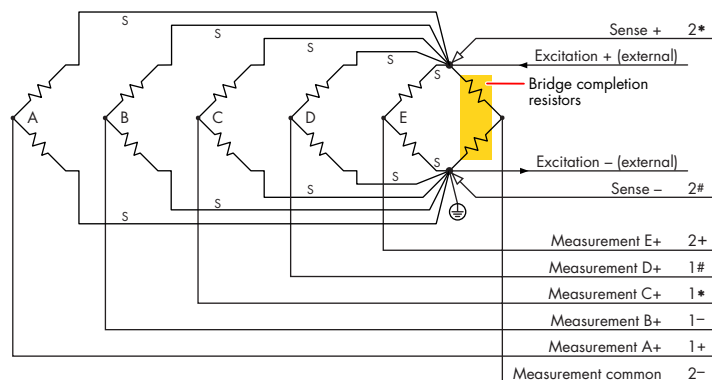 S
Sense + 2*
S
S
Excitation + (external)
S
S
Bridge completion
resistors
A
B
C
D
E
S
Excitation – (external)
S
S
Sense – 2#
S
S
Measurement E+ 2+
Measurement D+ 1#
Measurement C+ 1*
Measurement B+ 1–
Measurement A+ 1+
Measurement common 2–